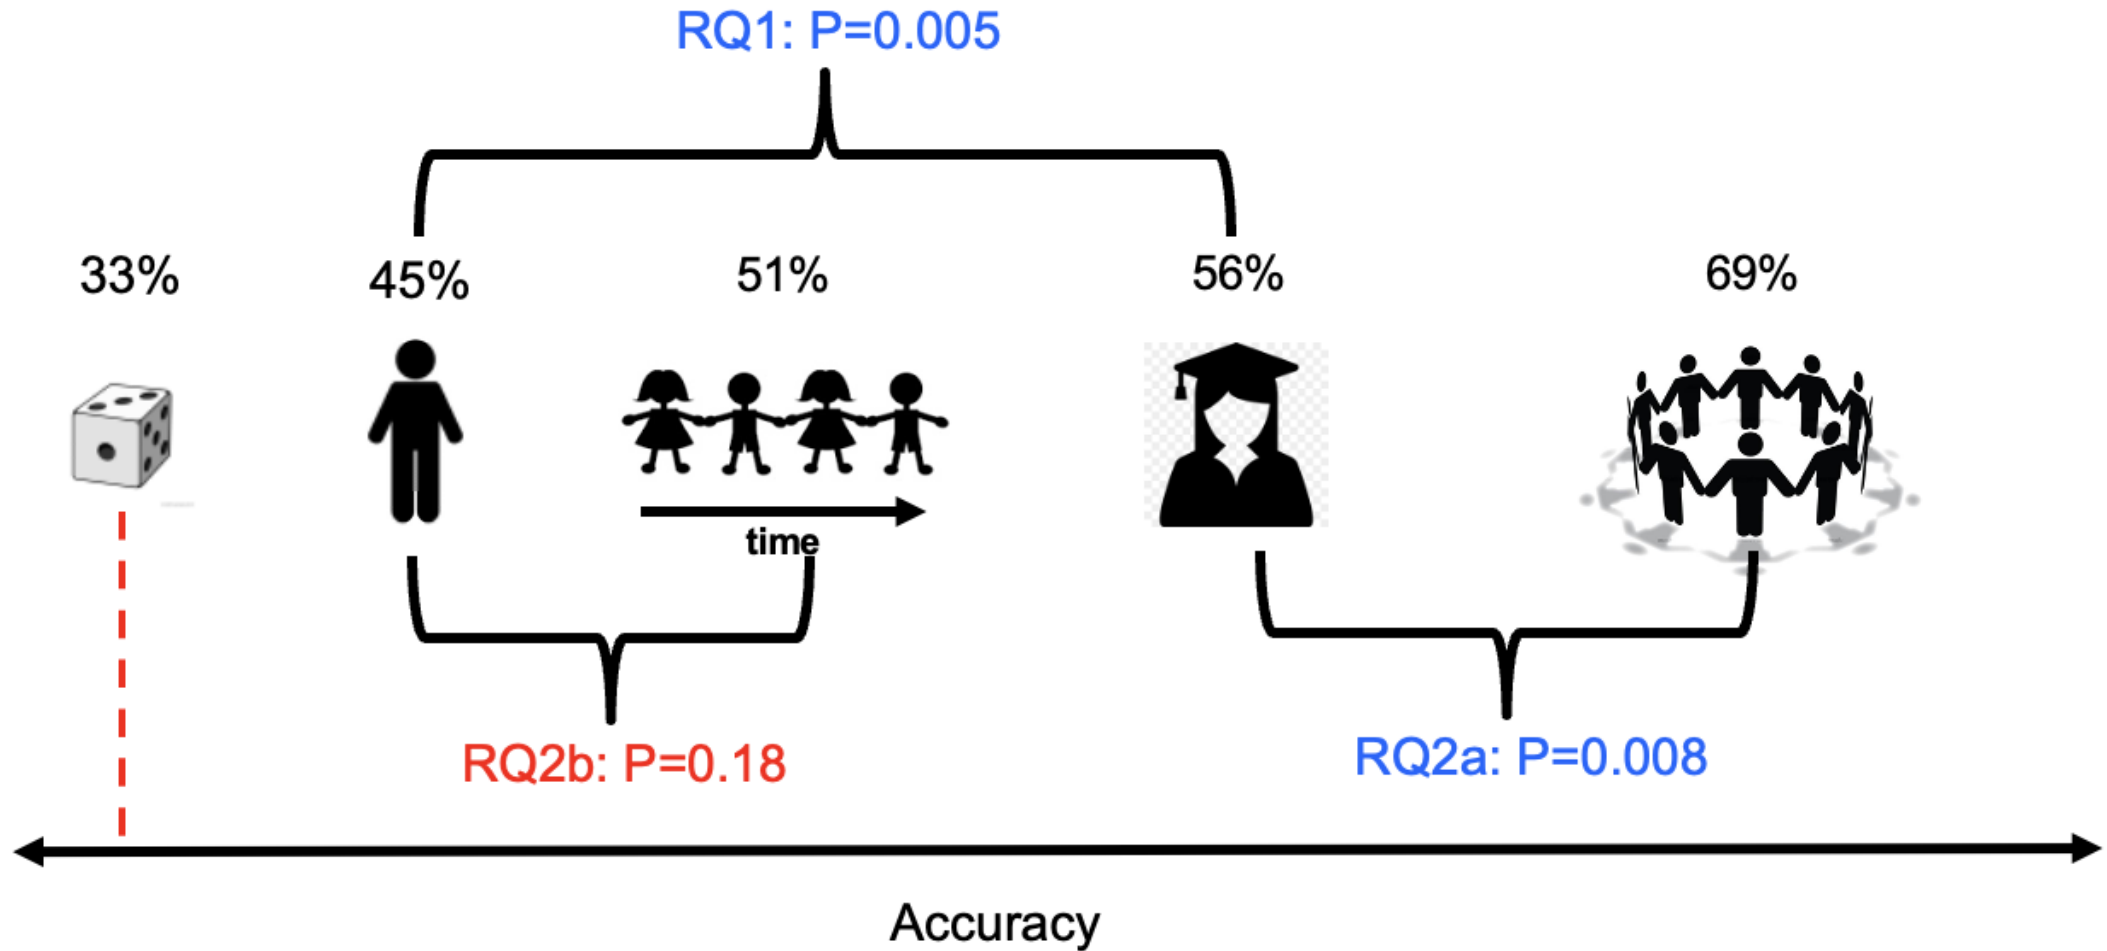 RQ1: P=0.005
33%
45%
51%
56%
69%
time
RQ2b: P=0.18
RQ2a: P=0.008
Accuracy